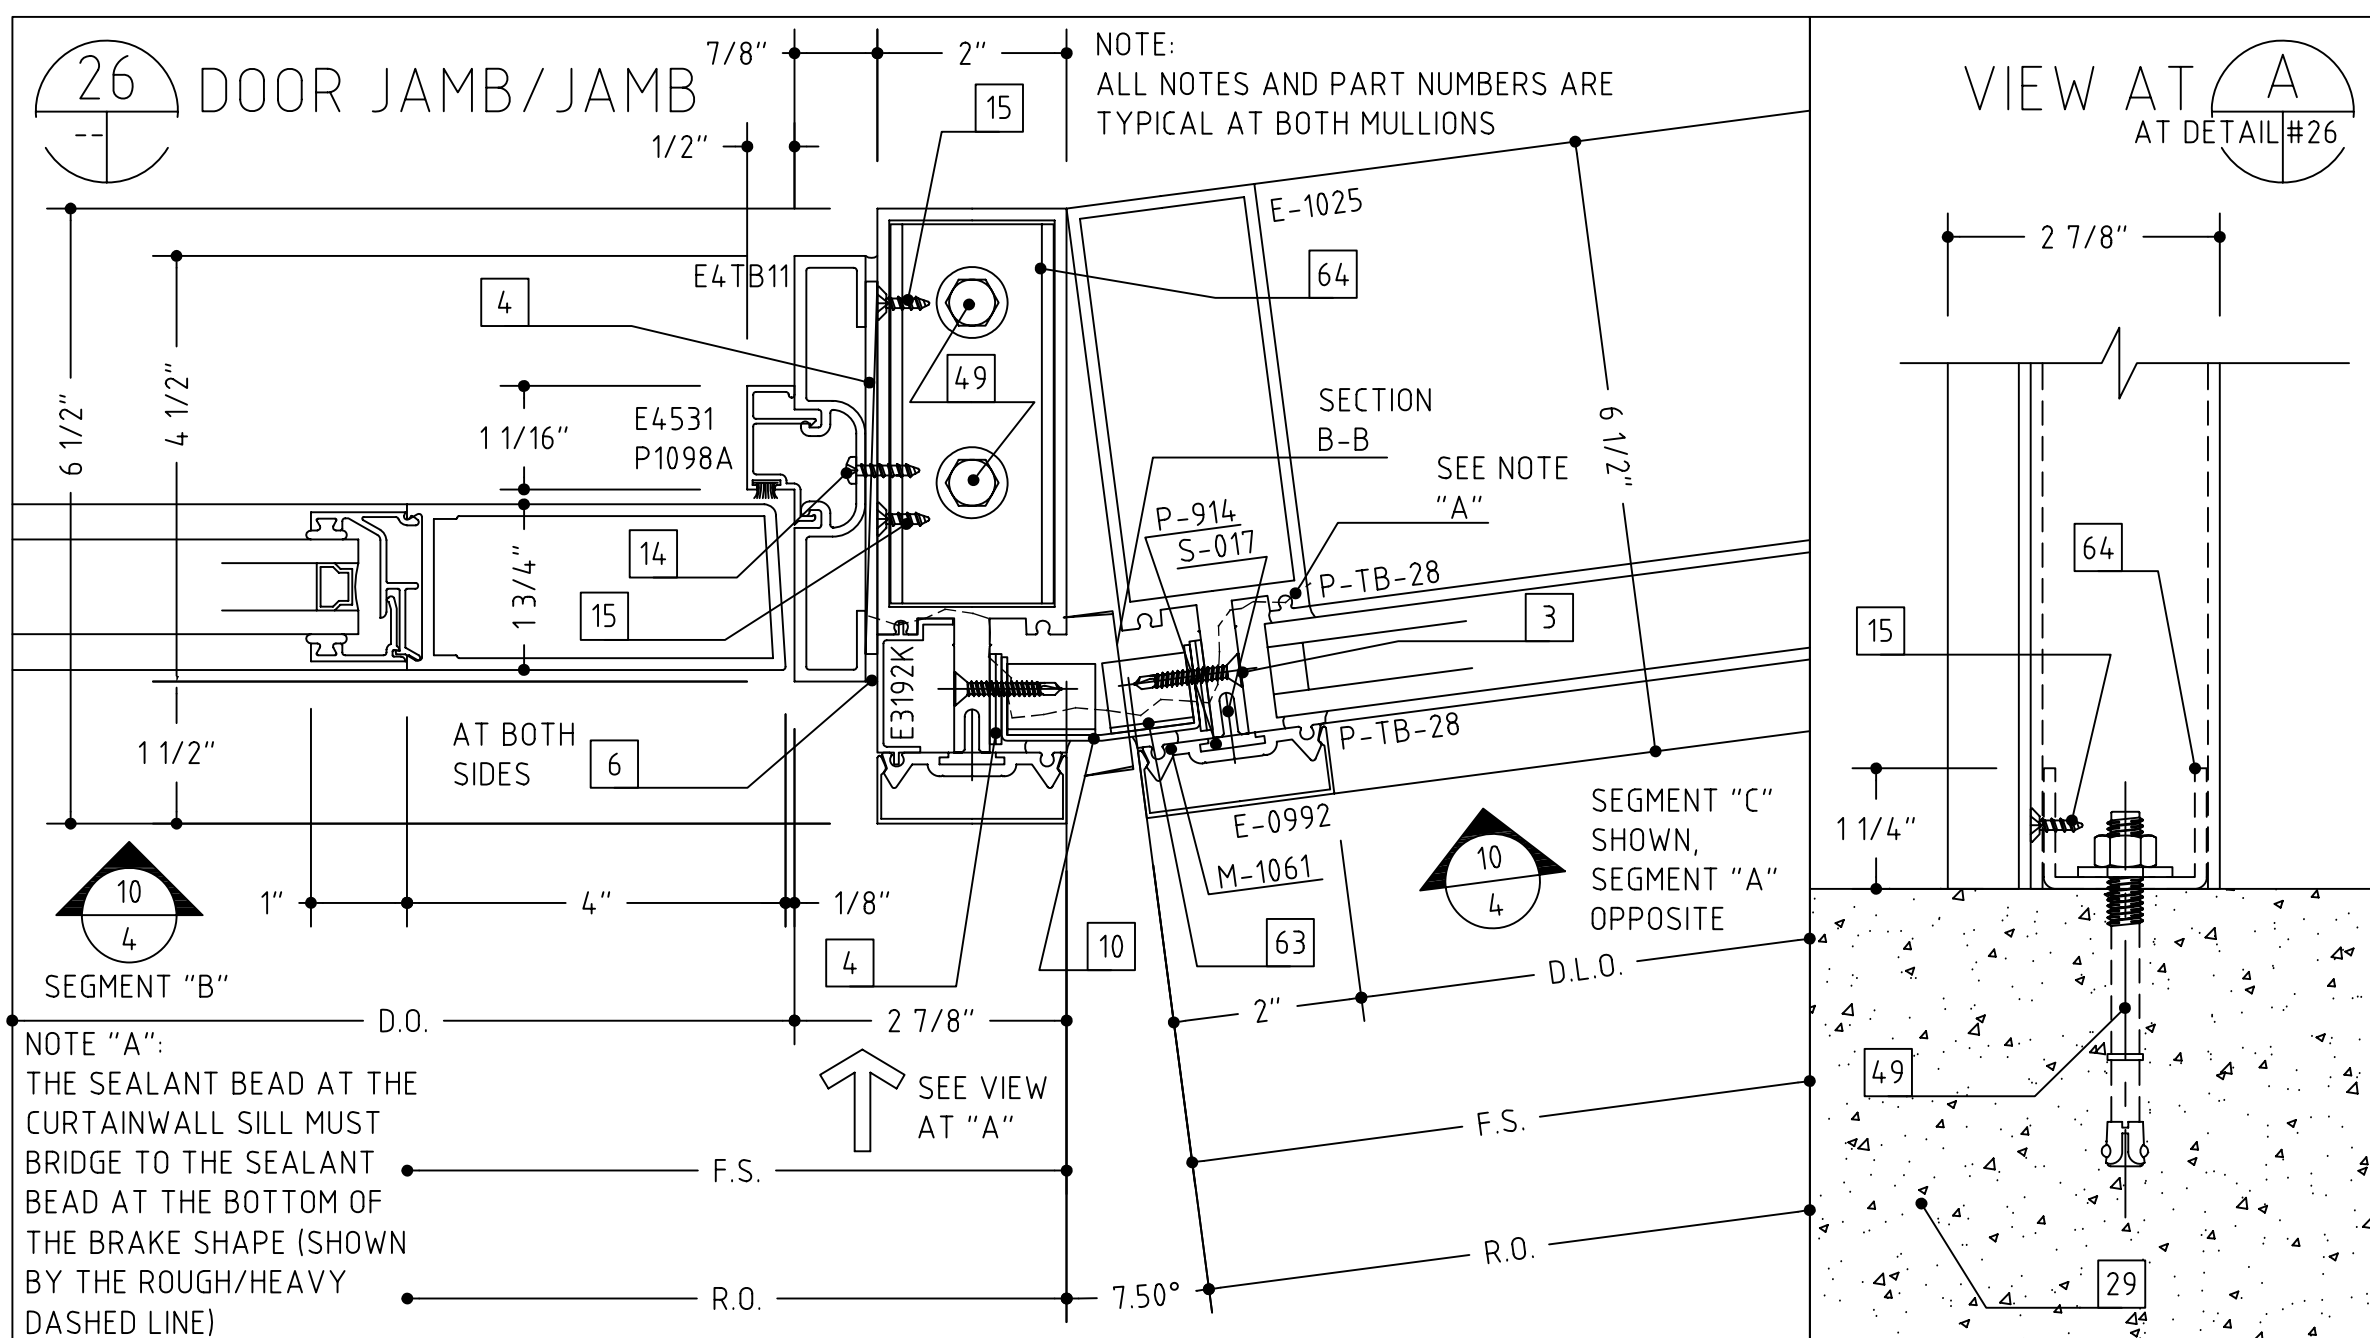 26
--
DOOR JAMB/JAMB
7/8"
2"
1/2"
15
NOTE:
ALL NOTES AND PART NUMBERS ARE
TYPICAL AT BOTH MULLIONS
E-1025
E4TB11
4
64
49
6 1/2"
4 1/2"
1 1/16"
E4531
P1098A
SECTION
B-B
6 1/2"
SEE NOTE
"A"
P-914
S-017
P-TB-28
14
1 3/4"
15
3
E3192K
P-TB-28
1 1/2"
AT BOTH
SIDES
6
E-0992
M-1061
SEGMENT "C"
SHOWN,
SEGMENT "A"
OPPOSITE
10
4
10
4
SEGMENT "B"
1"
4"
1/8"
4
10
63
D.L.O.
2"
D.O.
2 7/8"
NOTE "A":
THE SEALANT BEAD AT THE
CURTAINWALL SILL MUST
BRIDGE TO THE SEALANT
BEAD AT THE BOTTOM OF
THE BRAKE SHAPE (SHOWN
BY THE ROUGH/HEAVY
DASHED LINE)
SEE VIEW
AT "A"
F.S.
F.S.
R.O.
7.50°
R.O.
VIEW AT
A
AT DETAIL #26
2 7/8"
64
15
1 1/4"
49
29